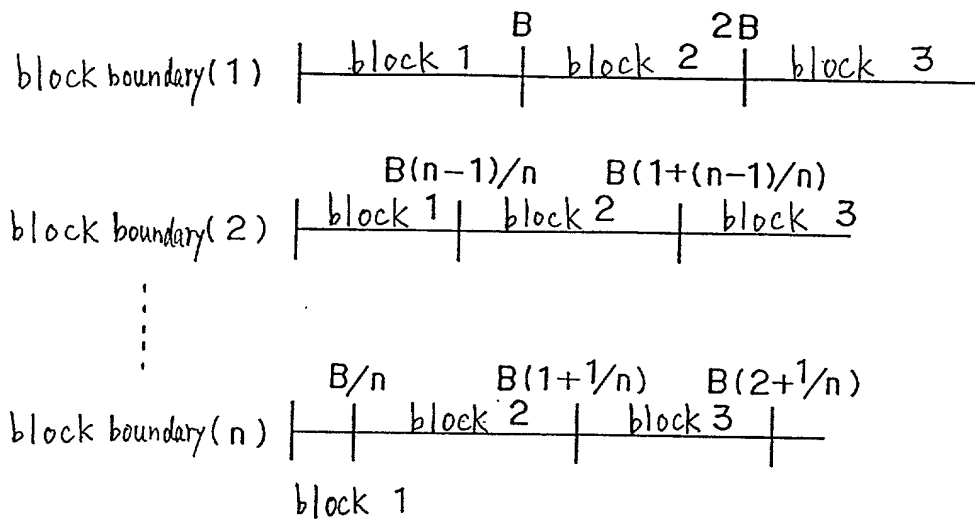 B 2B
block boundary(1) block 1 block 2 block 3
B(n-1)/n B(1+(n-1)/n)
block boundary(2) block 1 block 2 block 3
B/n B(1+1/n) B(2+1/n)
block boundary(n) block 2 block 3
block 1